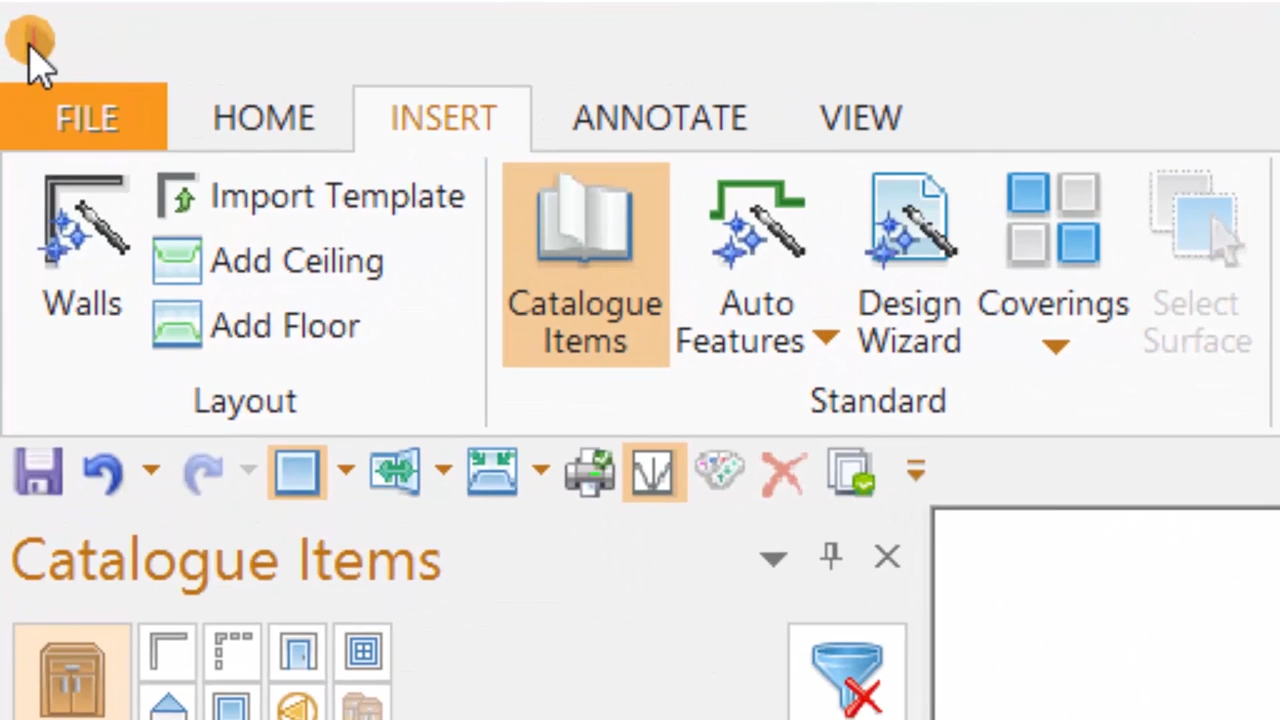 FILE HOME INSERT ANNOTATE VIEW
Walls
Import Template
Add Ceiling
Add Floor
Layout
Catalogue
Items
Auto
Features
Design
Wizard
Coverings
Select
Surface
Standard
Catalogue Items